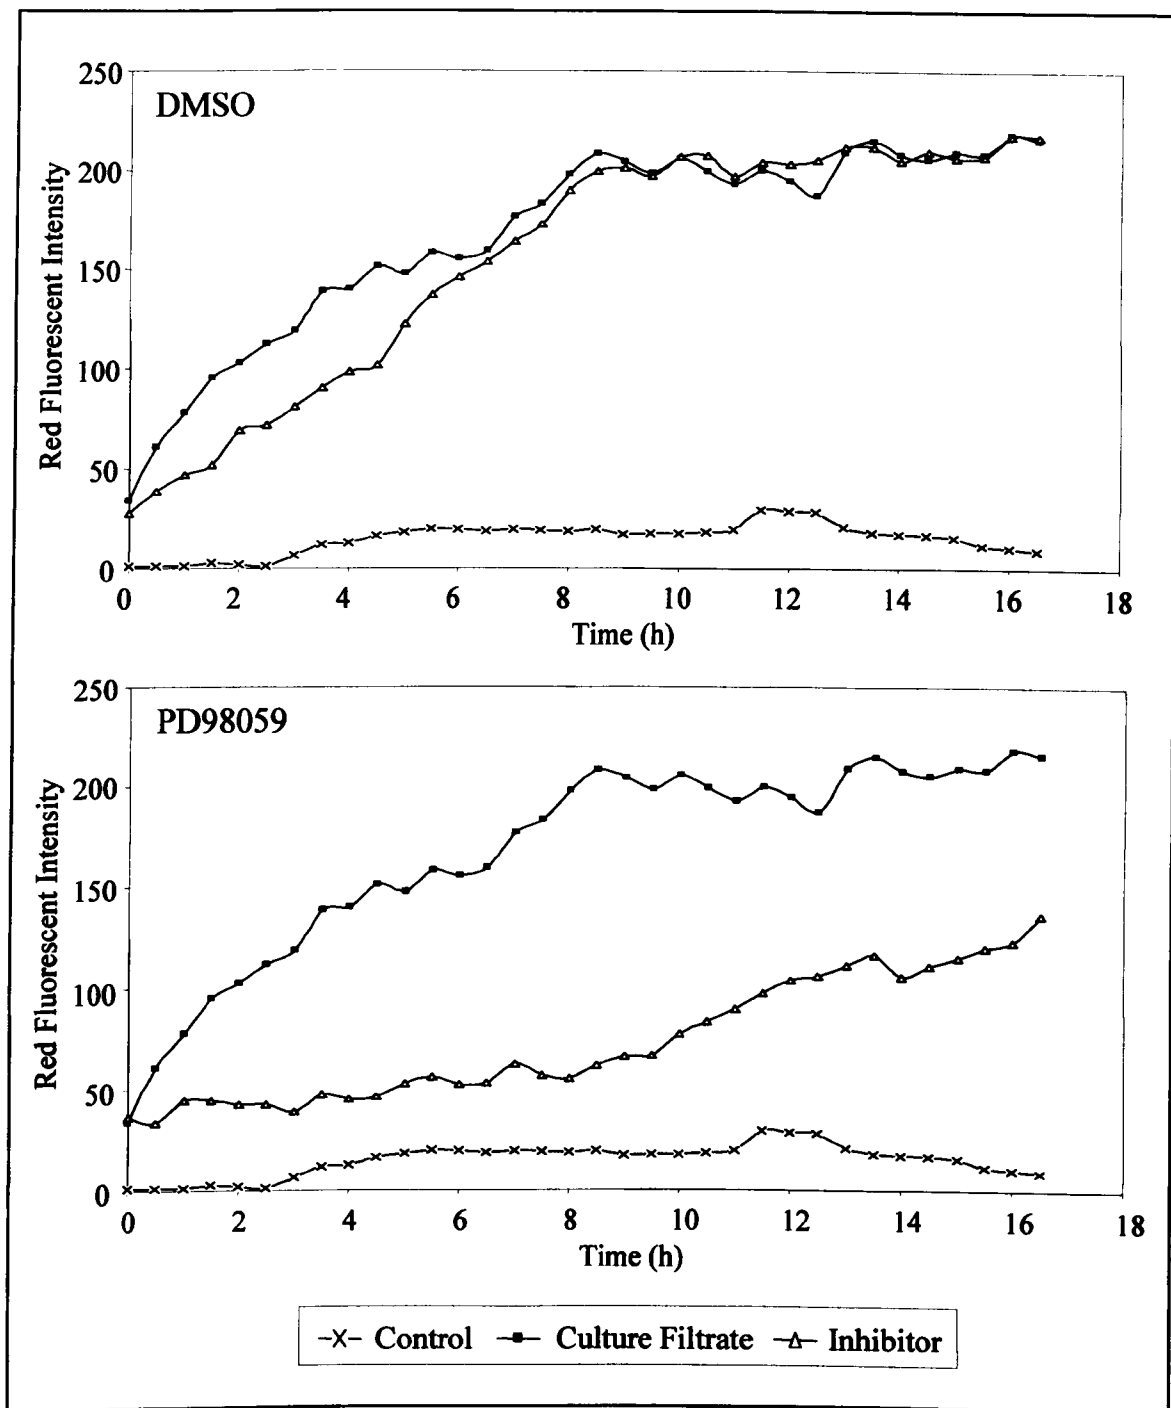 DMSO
250
200
150
100
50
0
Red Fluorescent Intensity
0 2 4 6 8 10 12 14 16 18
Time (h)
PD98059
250
200
150
100
50
0
Red Fluorescent Intensity
0 2 4 6 8 10 12 14 16 18
Time (h)
Control Culture Filtrate Inhibitor